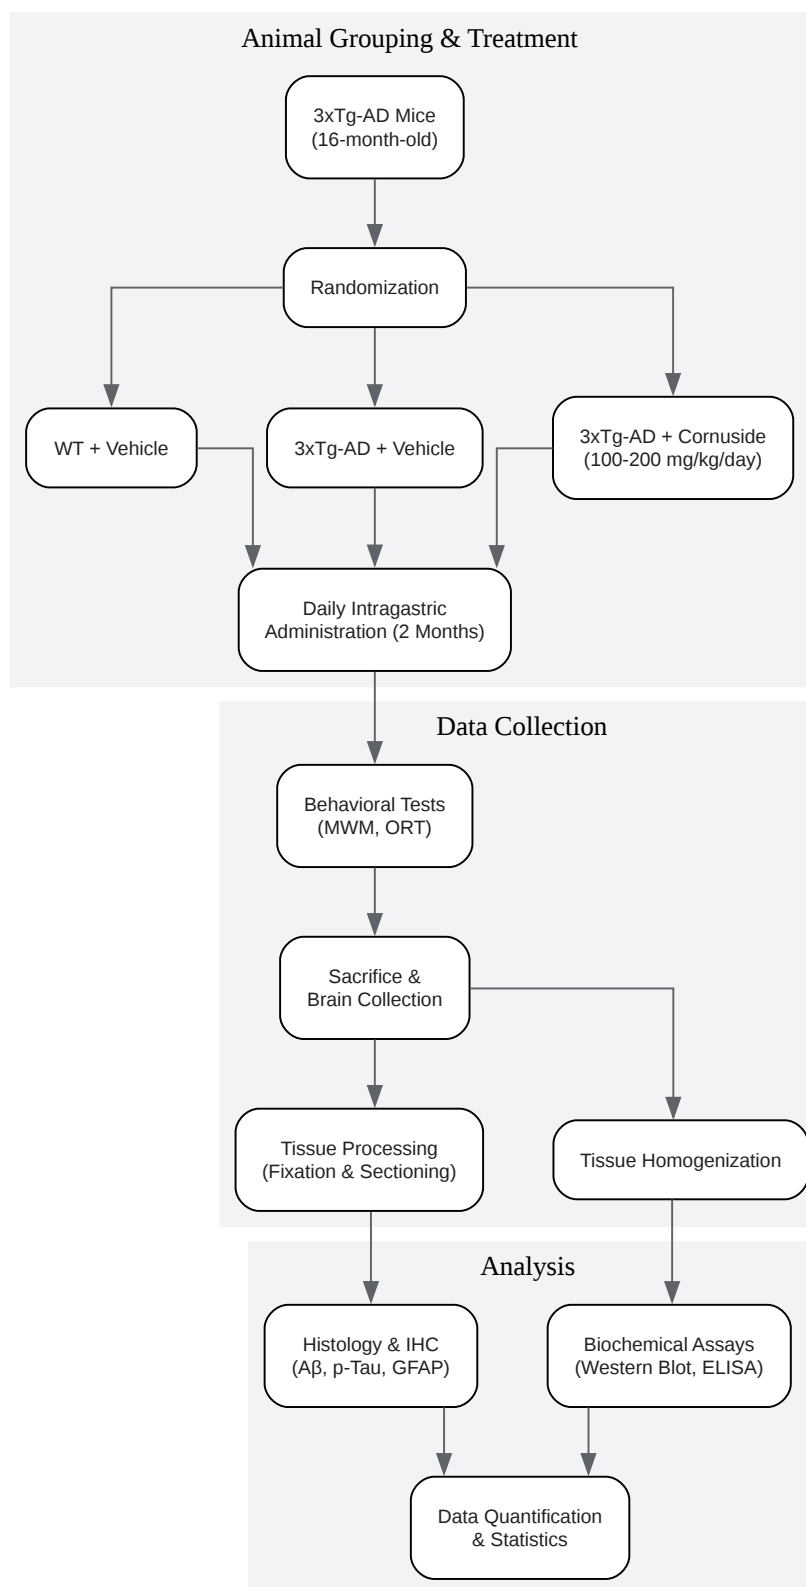 Animal Grouping & Treatment
3xTg-AD Mice
(16-month-old)
Randomization
WT + Vehicle
3xTg-AD + Vehicle
3xTg-AD + Cornuside
(100-200 mg/kg/day)
Daily Intragastric
Administration (2 Months)
Data Collection
Behavioral Tests
(MWM, ORT)
Sacrifice &
Brain Collection
Tissue Processing
(Fixation & Sectioning)
Tissue Homogenization
Analysis
Histology & IHC
(Aβ, p-Tau, GFAP)
Biochemical Assays
(Western Blot, ELISA)
Data Quantification
& Statistics